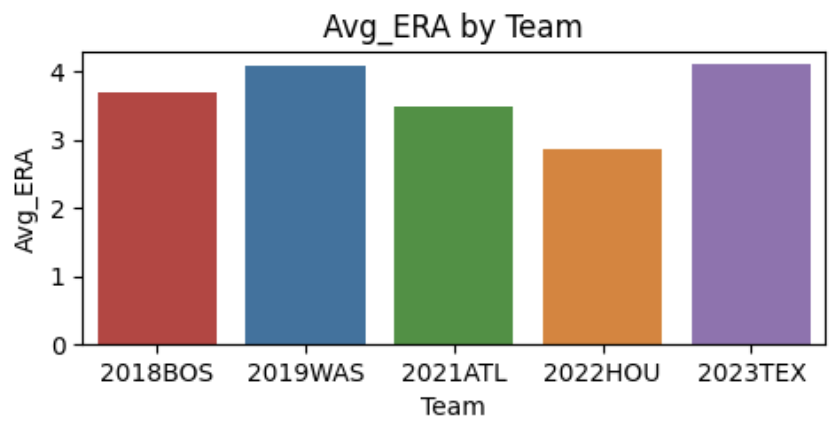 Avg_ERA by Team
Avg_ERA
4
3
2
1
0
2018BOS 2019WAS 2021ATL 2022HOU 2023TEX
Team